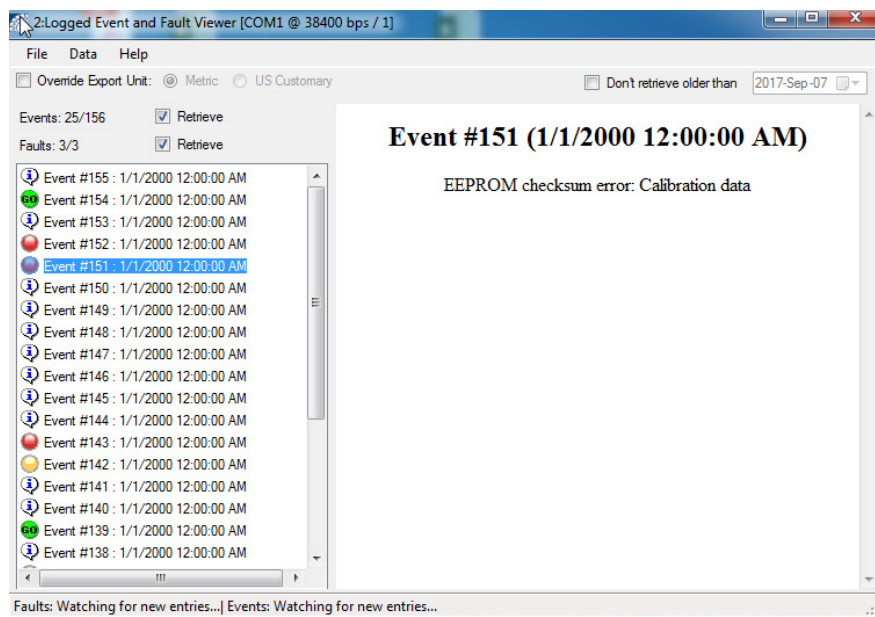 2:Logged Event and Fault Viewer [COM1 @ 38400 bps / 1]
File Data Help
Override Export Unit: Metric US Customary Don't retrieve older than 2017-Sep-07
Events: 25/156 Retrieve
Faults: 3/3 Retrieve
Event #155 : 1/1/2000 12:00:00 AM
GO Event #154 : 1/1/2000 12:00:00 AM
Event #153 : 1/1/2000 12:00:00 AM
Event #152 : 1/1/2000 12:00:00 AM
Event #151 : 1/1/2000 12:00:00 AM
Event #150 : 1/1/2000 12:00:00 AM
Event #149 : 1/1/2000 12:00:00 AM
Event #148 : 1/1/2000 12:00:00 AM
Event #147 : 1/1/2000 12:00:00 AM
Event #146 : 1/1/2000 12:00:00 AM
Event #145 : 1/1/2000 12:00:00 AM
Event #144 : 1/1/2000 12:00:00 AM
Event #143 : 1/1/2000 12:00:00 AM
Event #142 : 1/1/2000 12:00:00 AM
Event #141 : 1/1/2000 12:00:00 AM
Event #140 : 1/1/2000 12:00:00 AM
GO Event #139 : 1/1/2000 12:00:00 AM
Event #138 : 1/1/2000 12:00:00 AM
Event #151 (1/1/2000 12:00:00 AM)
EEPROM checksum error: Calibration data
Faults: Watching for new entries...| Events: Watching for new entries...